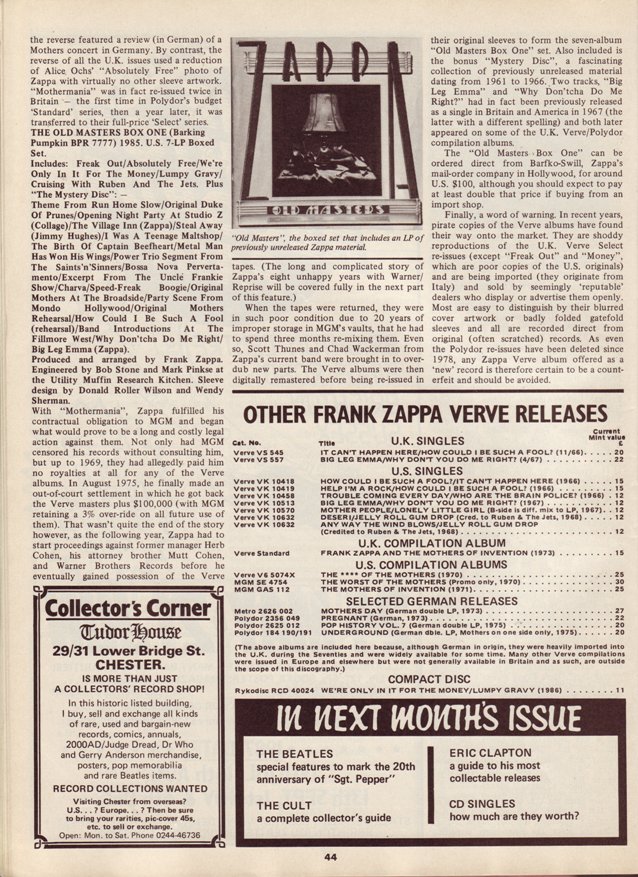 the reverse featured a review (in German) of a
Mothers concert in Germany. By contrast, the
reverse of all the U.K. issues used a reduction
of Alice Ochs' "Absolutely Free" photo of
Zappa with virtually no other sleeve artwork.
"Mothermania" was in fact re-issued twice in
Britain — the first time in Polydor's budget
'Standard' series, then a year later, it was
transferred to their full-price 'Select' series.
THE OLD MASTERS BOX ONE (Barking
Pumpkin BPR 7777) 1985. U.S. 7-LP Boxed
Set.
Includes: Freak Out/Absolutely Free/We're
Only In It For The Money/Lumpy Gravy/
Cruising With Ruben And The Jets. Plus
"The Mystery Disc": —
Theme From Run Home Slow/Original Duke
Of Prunes/Opening Night Party At Studio Z
(Collage)/The Village Inn (Zappa)/Steal Away
(Jimmy Hughes)/I Was A Teenage Maltshop/
The Birth Of Captain Beefheart/Metal Man
Has Won His Wings/Power Trio Segment From
The Saints'n'Sinners/Bossa Nova Perverta-
mento/Excerpt From The Uncle Frankie
Show/Charva/Speed-Freak Boogie/Original
Mothers At The Broadside/Party Scene From
Mondo Hollywood/Original Mothers
Rehearsal/How Could I Be Such A Fool
(rehearsal)/Band Introductions At The
Fillmore West/Why Don'tcha Do Me Right/
Big Leg Emma (Zappa).
Produced and arranged by Frank Zappa.
Engineered by Bob Stone and Mark Pinkse at
the Utility Muffin Research Kitchen. Sleeve
design by Donald Roller Wilson and Wendy
Sherman.
With "Mothermania", Zappa fulfilled his
contractual obligation to MGM and began
what would prove to be a long and costly legal
action against them. Not only had MGM
censored his records without consulting him,
but up to 1969, they had allegedly paid him
no royalties at all for any of the Verve
albums. In August 1975, he finally made an
out-of-court settlement in which he got back
the Verve masters plus $100,000 (with MGM
retaining a 3% over-ride on all future use of
them). That wasn't quite the end of the story
however, as the following year, Zappa had to
start proceedings against former manager Herb
Cohen, his attorney brother Mutt Cohen,
and Warner Brothers Records before he
eventually gained possession of the Verve
ZAPPA
OLD MASTERS
"Old Masters", the boxed set that includes an LP of
previously unreleased Zappa material.
tapes. (The long and complicated story of
Zappa's eight unhappy years with Warner/
Reprise will be covered fully in the next part
of this feature.)
When the tapes were returned, they were
in such poor condition due to 20 years of
improper storage in MGM's vaults, that he had
to spend three months re-mixing them. Even
so, Scott Thunes and Chad Wackerman from
Zappa's current band were brought in to over-
dub new parts. The Verve albums were then
digitally remastered before being re-issued in
their original sleeves to form the seven-album
"Old Masters Box One" set. Also included is
the bonus "Mystery Disc", a fascinating
collection of previously unreleased material
dating from 1961 to 1966. Two tracks, "Big
Leg Emma" and "Why Don'tcha Do Me
Right?" had in fact been previously released
as a single in Britain and America in 1967 (the
latter with a different spelling) and both later
appeared on some of the U.K. Verve/Polydor
compilation albums.
The "Old Masters Box One" can be
ordered direct from Barfko-Swill, Zappa's
mail-order company in Hollywood, for around
U.S. $100, although you should expect to pay
at least double that price if buying from an
import shop.
Finally, a word of warning. In recent years,
pirate copies of the Verve albums have found
their way onto the market. They are shoddy
reproductions of the U.K. Verve Select
re-issues (except "Freak Out" and "Money",
which are poor copies of the U.S. originals)
and are being imported (they originate from
Italy) and sold by seemingly 'reputable'
dealers who display or advertise them openly.
Most are easy to distinguish by their blurred
cover artwork or badly folded gatefold
sleeves and all are recorded direct from
original (often scratched) records. As even
the Polydor re-issues have been deleted since
1978, any Zappa Verve album offered as a
'new' record is therefore certain to be a count-
erfeit and should be avoided.
OTHER FRANK ZAPPA VERVE RELEASES
Cat. No. Title Current Mint value £
U.K. SINGLES
Verve VS 545 IT CAN'T HAPPEN HERE/HOW COULD I BE SUCH A FOOL? (11/66) 20
Verve VS 557 BIG LEG EMMA/WHY DON'T YOU DO ME RIGHT? (4/67) 22
U.S. SINGLES
Verve VK 10418 HOW COULD I BE SUCH A FOOL?/IT CAN'T HAPPEN HERE (1966) 15
Verve VK 10419 HELP I'M A ROCK/HOW COULD I BE SUCH A FOOL? (1966) 15
Verve VK 10458 TROUBLE COMING EVERY DAY/WHO ARE THE BRAIN POLICE? (1966) 12
Verve VK 10513 BIG LEG EMMA/WHY DON'T YOU DO ME RIGHT? (1967) 12
Verve VK 10570 MOTHER PEOPLE/LONELY LITTLE GIRL (B-side is diff. mix to LP, 1967) 12
Verve VK 10632 DESERI/JELLY ROLL GUM DROP (Cred. to Ruben & The Jets, 1968) 12
Verve VK 10632 ANY WAY THE WIND BLOWS/JELLY ROLL GUM DROP
(Credited to Ruben & The Jets, 1968) 12
U.K. COMPILATION ALBUM
Verve Standard FRANK ZAPPA AND THE MOTHERS OF INVENTION (1973) 15
U.S. COMPILATION ALBUMS
Verve V6 5074X THE **** OF THE MOTHERS (1970) 25
MGM SE 4754 THE WORST OF THE MOTHERS (Promo only, 1970) 30
MGM GAS 112 THE MOTHERS OF INVENTION (1971) 25
SELECTED GERMAN RELEASES
Metro 2626 002 MOTHERS DAY (German double LP, 1973) 27
Polydor 2356 049 PREGNANT (German, 1973) 22
Polydor 2625 012 POP HISTORY VOL. 7 (German double LP, 1975) 20
Polydor 184 190/191 UNDERGROUND (German dble. LP, Mothers on one side only, 1975) 20
(The above albums are included here because, although German in origin, they were heavily imported into
the U.K. during the Seventies and were widely available for some time. Many other Verve compilations
were issued in Europe and elsewhere but were not generally available in Britain and as such, are outside
the scope of this discography.)
COMPACT DISC
Rykodisc RCD 40024 WE'RE ONLY IN IT FOR THE MONEY/LUMPY GRAVY (1986) 11
Collector's Corner
Tudor House
29/31 Lower Bridge St.
CHESTER.
IS MORE THAN JUST
A COLLECTORS' RECORD SHOP!
In this historic listed building,
I buy, sell and exchange all kinds
of rare, used and bargain-new
records, comics, annuals,
2000AD/Judge Dread, Dr Who
and Gerry Anderson merchandise,
posters, pop memorabilia
and rare Beatles items.
RECORD COLLECTIONS WANTED
Visiting Chester from overseas?
U.S. . . ? Europe. . . ? Then be sure
to bring your rarities, pic-cover 45s,
etc. to sell or exchange.
Open: Mon. to Sat. Phone 0244-46736
IN NEXT MONTH'S ISSUE
THE BEATLES
special features to mark the 20th
anniversary of "Sgt. Pepper"
THE CULT
a complete collector's guide
ERIC CLAPTON
a guide to his most
collectable releases
CD SINGLES
how much are they worth?
44